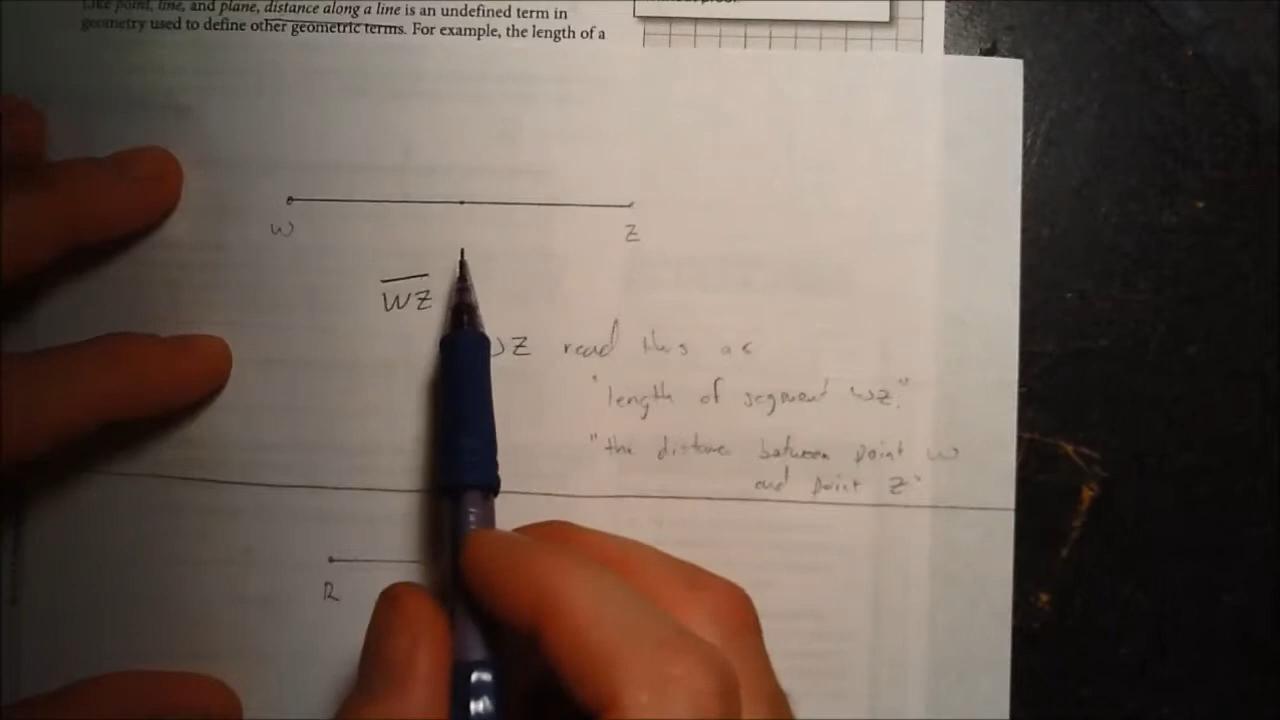 Like point, line, and plane, distance along a line is an undefined term in
geometry used to define other geometric terms. For example, the length of a
W Z
WZ
Z read this as
"length of segment WZ."
"the distance between point W
and point Z"
R